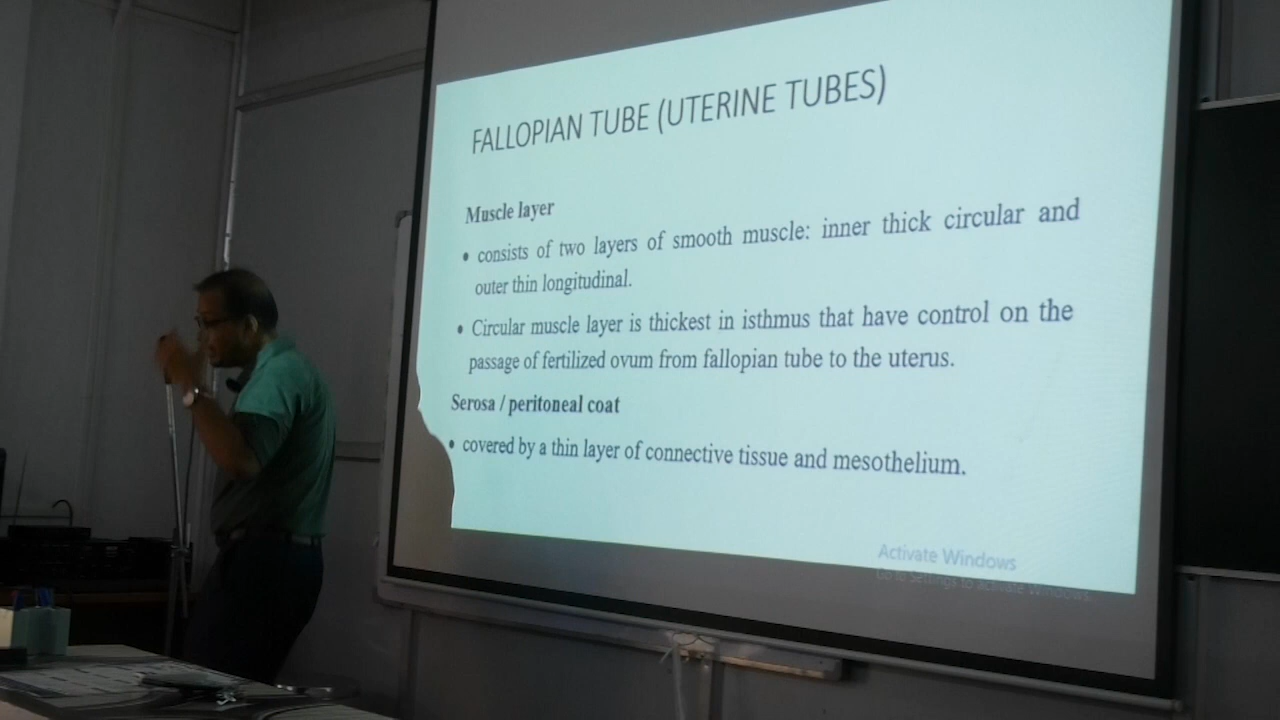 FALLOPIAN TUBE (UTERINE TUBES)
Muscle layer
• consists of two layers of smooth muscle: inner thick circular and
outer thin longitudinal.
• Circular muscle layer is thickest in isthmus that have control on the
passage of fertilized ovum from fallopian tube to the uterus.
Serosa / peritoneal coat
• covered by a thin layer of connective tissue and mesothelium.
Activate Windows
Go to Settings to activate Windows.